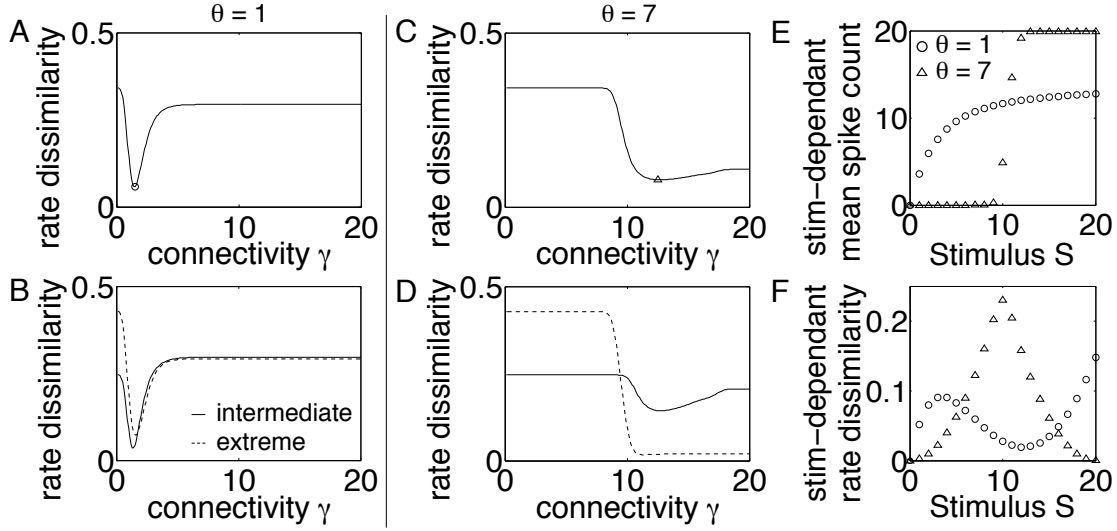 θ = 1
θ = 7
A
0.5
0
rate dissimilarity
0
10
20
connectivity γ
B
0.5
0
rate dissimilarity
intermediate
extreme
0
10
20
connectivity γ
C
0.5
0
rate dissimilarity
0
10
20
connectivity γ
D
0.5
0
rate dissimilarity
0
10
20
connectivity γ
E
20
10
0
stim−dependant
mean spike count
θ = 1
θ = 7
0
10
20
Stimulus S
F
0.2
0.1
0
stim−dependant
rate dissimilarity
0
10
20
Stimulus S